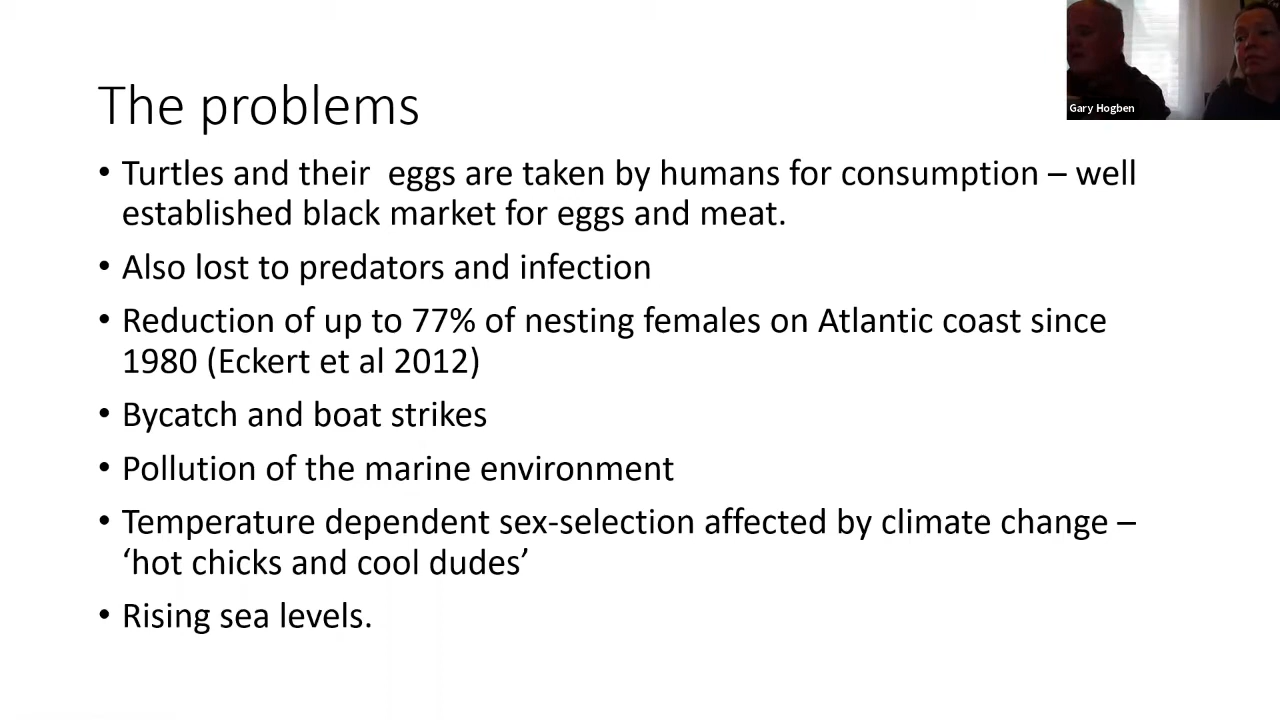 The problems
• Turtles and their  eggs are taken by humans for consumption – well
established black market for eggs and meat.
• Also lost to predators and infection
• Reduction of up to 77% of nesting females on Atlantic coast since
1980 (Eckert et al 2012)
• Bycatch and boat strikes
• Pollution of the marine environment
• Temperature dependent sex-selection affected by climate change –
‘hot chicks and cool dudes’
• Rising sea levels.
Gary Hogben